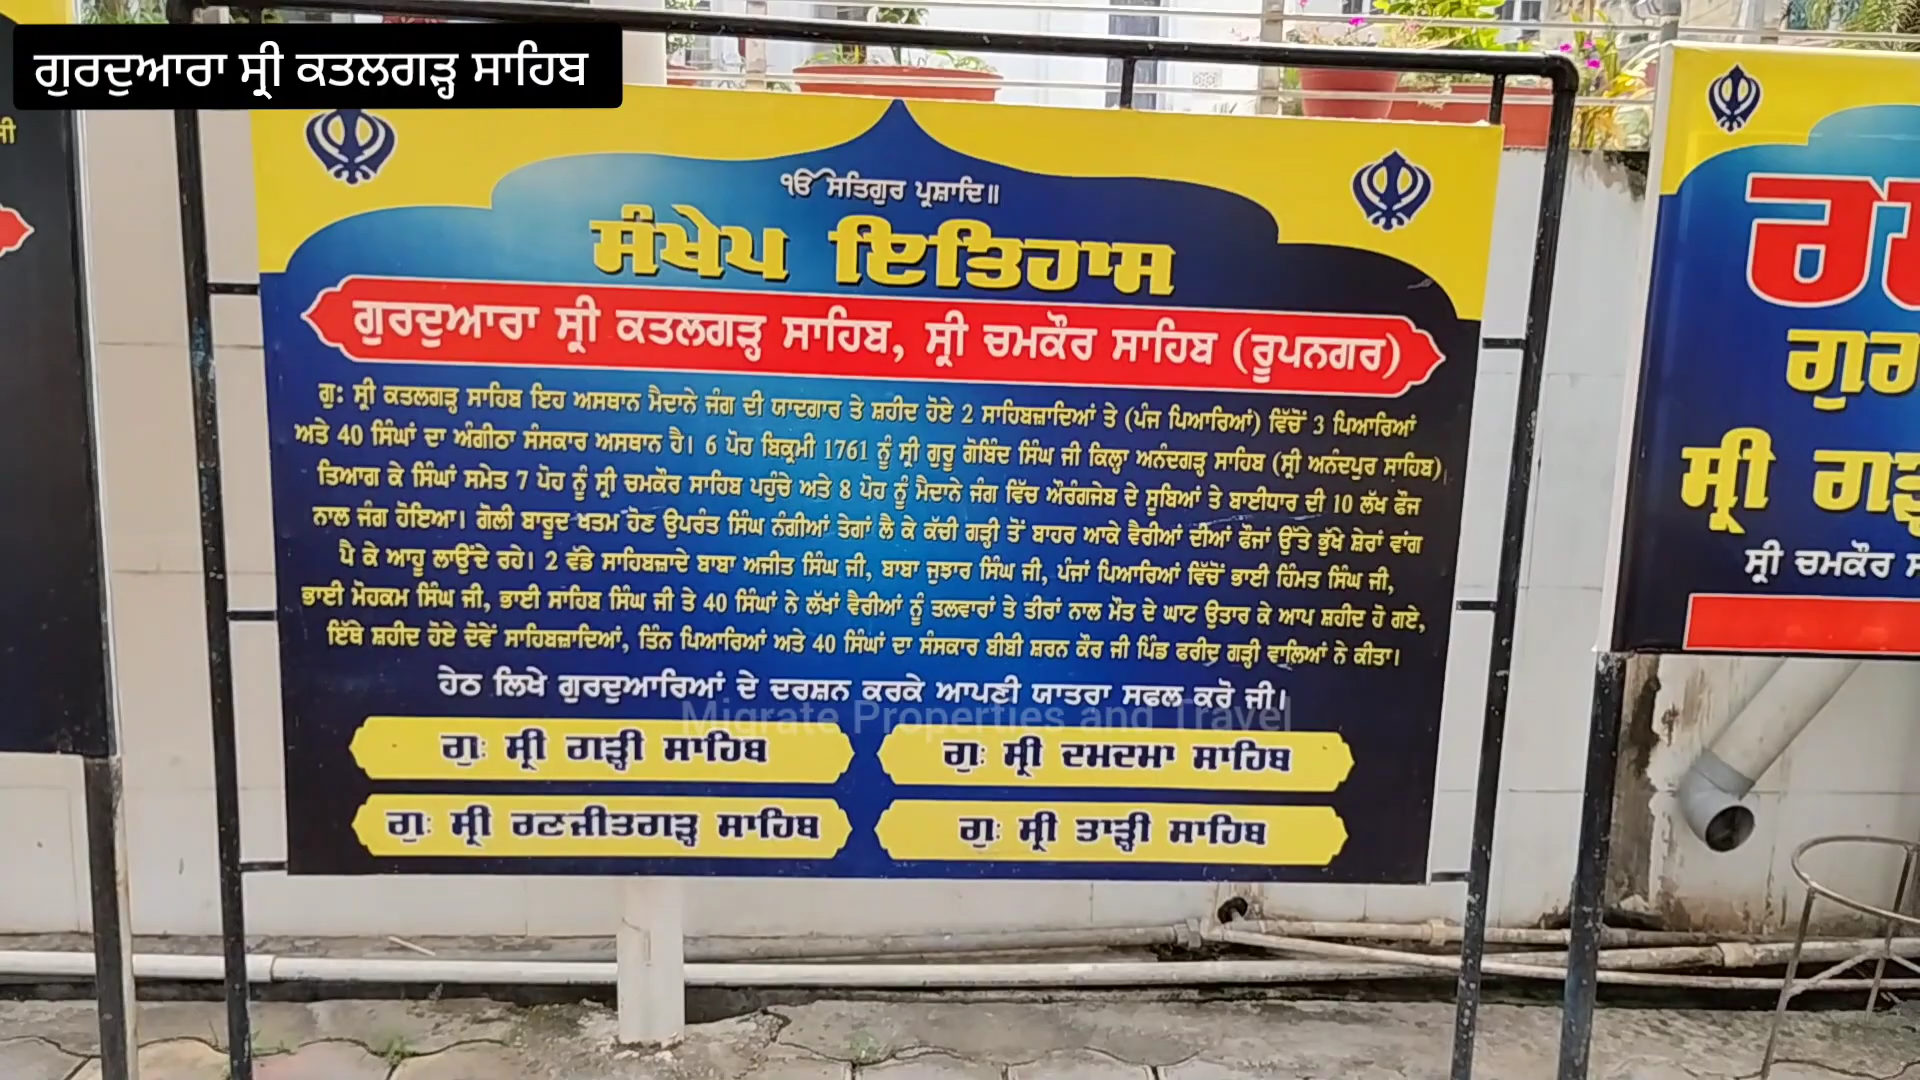 ਗੁਰਦੁਆਰਾ ਸ੍ਰੀ ਕਤਲਗੜ੍ਹ ਸਾਹਿਬ
ੴ ਸਤਿਗੁਰ ਪ੍ਰਸ਼ਾਦਿ॥
ਸੰਖੇਪ ਇਤਿਹਾਸ
ਗੁਰਦੁਆਰਾ ਸ੍ਰੀ ਕਤਲਗੜ੍ਹ ਸਾਹਿਬ, ਸ੍ਰੀ ਚਮਕੌਰ ਸਾਹਿਬ (ਰੂਪਨਗਰ)
ਗੁ: ਸ੍ਰੀ ਕਤਲਗੜ੍ਹ ਸਾਹਿਬ ਇਹ ਅਸਥਾਨ ਮੈਦਾਨੇ ਜੰਗ ਦੀ ਯਾਦਗਾਰ ਤੇ ਸ਼ਹੀਦ ਹੋਏ 2 ਸਾਹਿਬਜ਼ਾਦਿਆਂ ਤੇ (ਪੰਜ ਪਿਆਰਿਆਂ) ਵਿੱਚੋਂ 3 ਪਿਆਰਿਆਂ
ਅਤੇ 40 ਸਿੰਘਾਂ ਦਾ ਅੰਗੀਠਾ ਸੰਸਕਾਰ ਅਸਥਾਨ ਹੈ। 6 ਪੋਹ ਬਿਕ੍ਰਮੀ 1761 ਨੂੰ ਸ੍ਰੀ ਗੁਰੂ ਗੋਬਿੰਦ ਸਿੰਘ ਜੀ ਕਿਲ੍ਹਾ ਅਨੰਦਗੜ੍ਹ ਸਾਹਿਬ (ਸ੍ਰੀ ਅਨੰਦਪੁਰ ਸਾਹਿਬ)
ਤਿਆਗ ਕੇ ਸਿੰਘਾਂ ਸਮੇਤ 7 ਪੋਹ ਨੂੰ ਸ੍ਰੀ ਚਮਕੌਰ ਸਾਹਿਬ ਪਹੁੰਚੇ ਅਤੇ 8 ਪੋਹ ਨੂੰ ਮੈਦਾਨੇ ਜੰਗ ਵਿੱਚ ਔਰੰਗਜੇਬ ਦੇ ਸੂਬਿਆਂ ਤੇ ਬਾਈਧਾਰ ਦੀ 10 ਲੱਖ ਫੌਜ
ਨਾਲ ਜੰਗ ਹੋਇਆ। ਗੋਲੀ ਬਾਰੂਦ ਖਤਮ ਹੋਣ ਉਪਰੰਤ ਸਿੰਘ ਨੰਗੀਆਂ ਤੇਗਾਂ ਲੈ ਕੇ ਕੱਚੀ ਗੜ੍ਹੀ ਤੋਂ ਬਾਹਰ ਆਕੇ ਵੈਰੀਆਂ ਦੀਆਂ ਫੌਜਾਂ ਉੱਤੇ ਭੁੱਖੇ ਸ਼ੇਰਾਂ ਵਾਂਗ
ਪੈ ਕੇ ਆਹੂ ਲਾਉਂਦੇ ਰਹੇ। 2 ਵੱਡੇ ਸਾਹਿਬਜ਼ਾਦੇ ਬਾਬਾ ਅਜੀਤ ਸਿੰਘ ਜੀ, ਬਾਬਾ ਜੁਝਾਰ ਸਿੰਘ ਜੀ, ਪੰਜਾਂ ਪਿਆਰਿਆਂ ਵਿੱਚੋਂ ਭਾਈ ਹਿੰਮਤ ਸਿੰਘ ਜੀ,
ਭਾਈ ਮੋਹਕਮ ਸਿੰਘ ਜੀ, ਭਾਈ ਸਾਹਿਬ ਸਿੰਘ ਜੀ ਤੇ 40 ਸਿੰਘਾਂ ਨੇ ਲੱਖਾਂ ਵੈਰੀਆਂ ਨੂੰ ਤਲਵਾਰਾਂ ਤੇ ਤੀਰਾਂ ਨਾਲ ਮੌਤ ਦੇ ਘਾਟ ਉਤਾਰ ਕੇ ਆਪ ਸ਼ਹੀਦ ਹੋ ਗਏ,
ਇੱਥੇ ਸ਼ਹੀਦ ਹੋਏ ਦੋਵੇਂ ਸਾਹਿਬਜ਼ਾਦਿਆਂ, ਤਿੰਨ ਪਿਆਰਿਆਂ ਅਤੇ 40 ਸਿੰਘਾਂ ਦਾ ਸੰਸਕਾਰ ਬੀਬੀ ਸ਼ਰਨ ਕੌਰ ਜੀ ਪਿੰਡ ਫਰੀਦ ਗੜ੍ਹੀ ਵਾਲਿਆਂ ਨੇ ਕੀਤਾ।
ਹੇਠ ਲਿਖੇ ਗੁਰਦੁਆਰਿਆਂ ਦੇ ਦਰਸ਼ਨ ਕਰਕੇ ਆਪਣੀ ਯਾਤਰਾ ਸਫਲ ਕਰੋ ਜੀ।
Migrate Properties and Travel
ਗੁ: ਸ੍ਰੀ ਗੜ੍ਹੀ ਸਾਹਿਬ
ਗੁ: ਸ੍ਰੀ ਦਮਦਮਾ ਸਾਹਿਬ
ਗੁ: ਸ੍ਰੀ ਰਣਜੀਤਗੜ੍ਹ ਸਾਹਿਬ
ਗੁ: ਸ੍ਰੀ ਤਾੜੀ ਸਾਹਿਬ
ਸ੍ਰੀ
ਸ੍ਰੀ ਚਮਕੌਰ